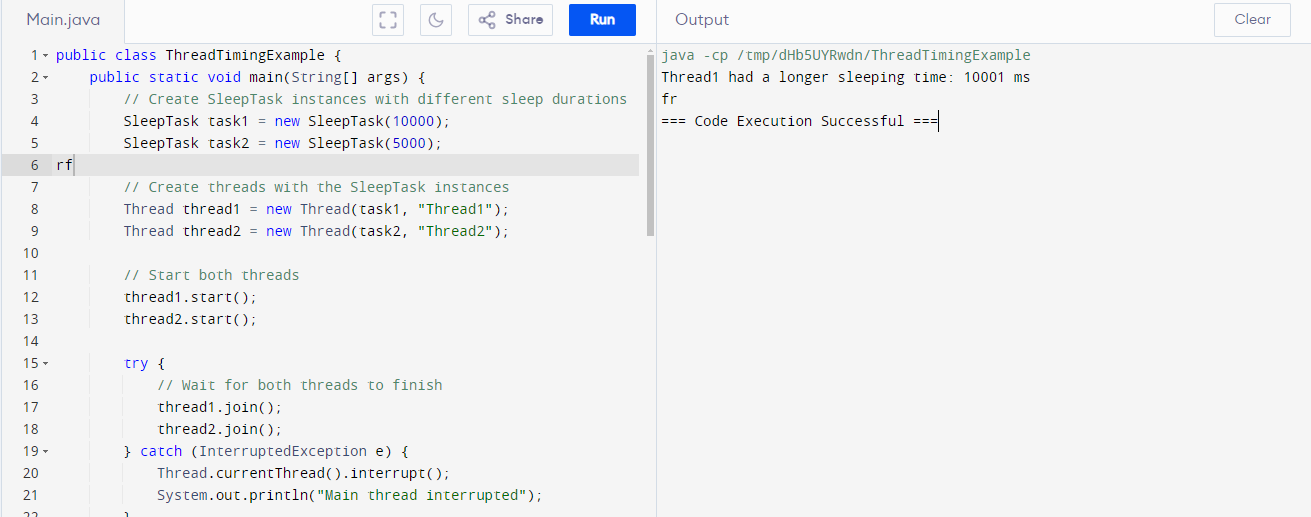 Main.java
Share
Run
Output
Clear
1 public class ThreadTimingExample {
2 public static void main(String[] args) {
3 // Create SleepTask instances with different sleep durations
4 SleepTask task1 = new SleepTask(10000);
5 SleepTask task2 = new SleepTask(5000);
6 rf
7 // Create threads with the SleepTask instances
8 Thread thread1 = new Thread(task1, "Thread1");
9 Thread thread2 = new Thread(task2, "Thread2");
10
11 // Start both threads
12 thread1.start();
13 thread2.start();
14
15 try {
16 // Wait for both threads to finish
17 thread1.join();
18 thread2.join();
19 } catch (InterruptedException e) {
20 Thread.currentThread().interrupt();
21 System.out.println("Main thread interrupted");
22 }
java -cp /tmp/dHb5UYRwdn/ThreadTimingExample
Thread1 had a longer sleeping time: 10001 ms
fr
=== Code Execution Successful ===